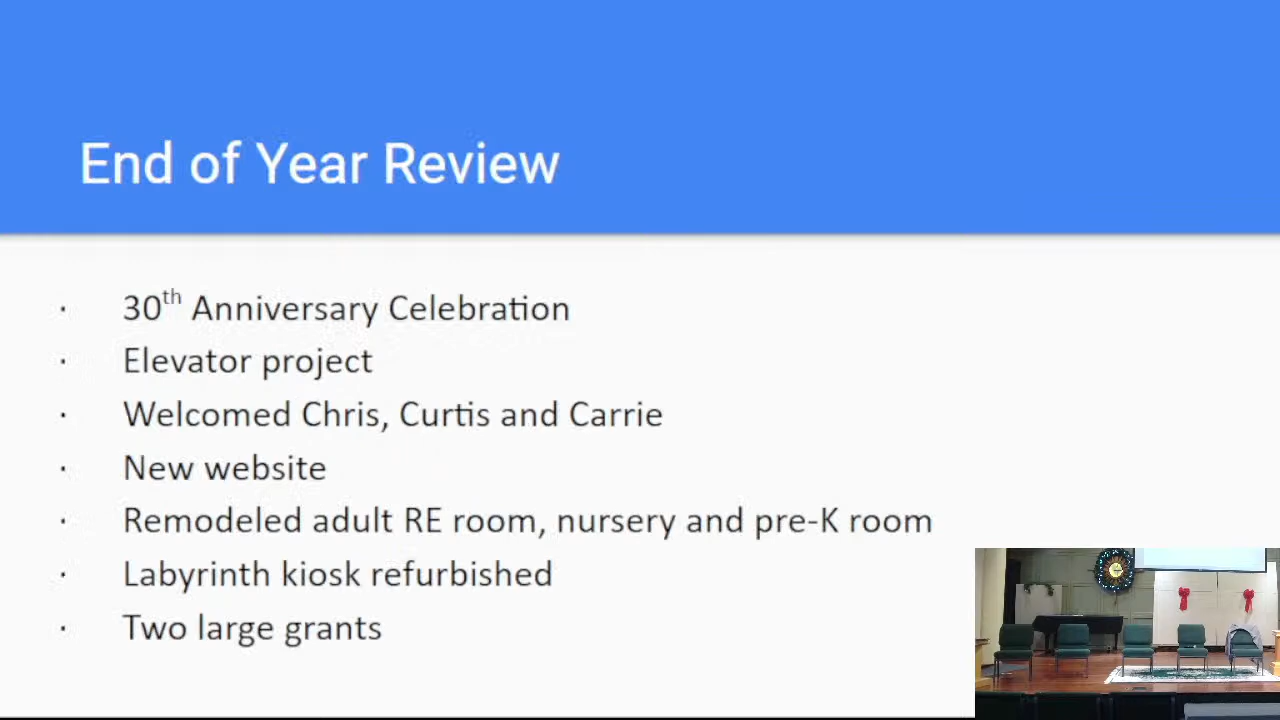 End of Year Review
· 30th Anniversary Celebration
· Elevator project
· Welcomed Chris, Curtis and Carrie
· New website
· Remodeled adult RE room, nursery and pre-K room
· Labyrinth kiosk refurbished
· Two large grants